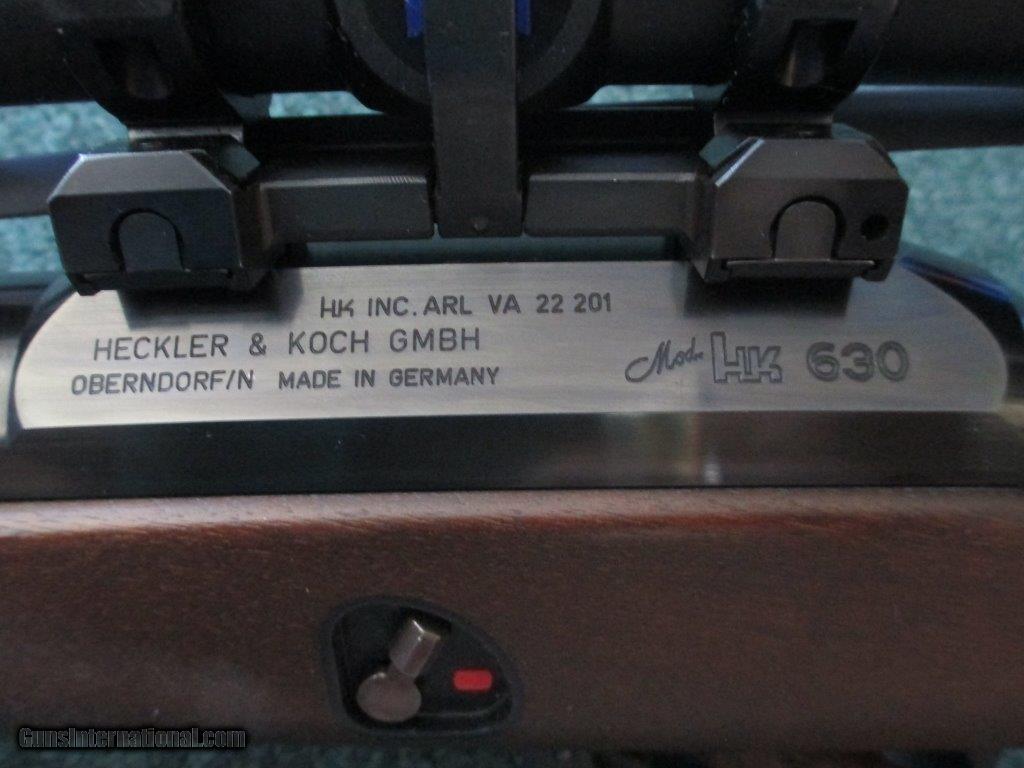 HK INC. ARL VA 22 201
HECKLER & KOCH GMBH
OBERNDORF/N MADE IN GERMANY
Mod. HK 630
GunsInternational.com